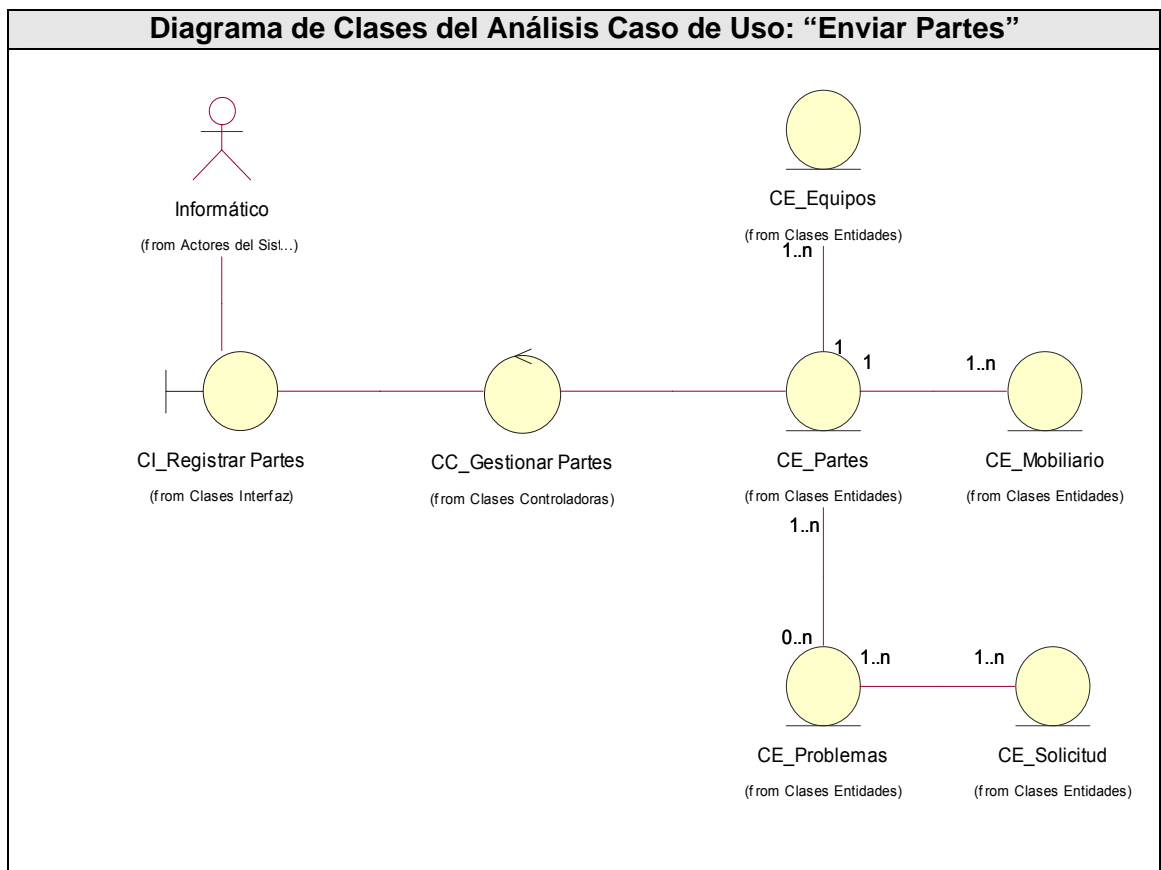 Diagrama de Clases del Análisis Caso de Uso: “Enviar Partes”
Informático
(from Actores del Sist...)
CE_Equipos
(from Clases Entidades)
1..n
1
1
1..n
CI_Registrar Partes
(from Clases Interfaz)
CC_Gestionar Partes
(from Clases Controladoras)
CE_Partes
(from Clases Entidades)
CE_Mobiliario
(from Clases Entidades)
1..n
0..n
1..n
1..n
CE_Problemas
(from Clases Entidades)
CE_Solicitud
(from Clases Entidades)